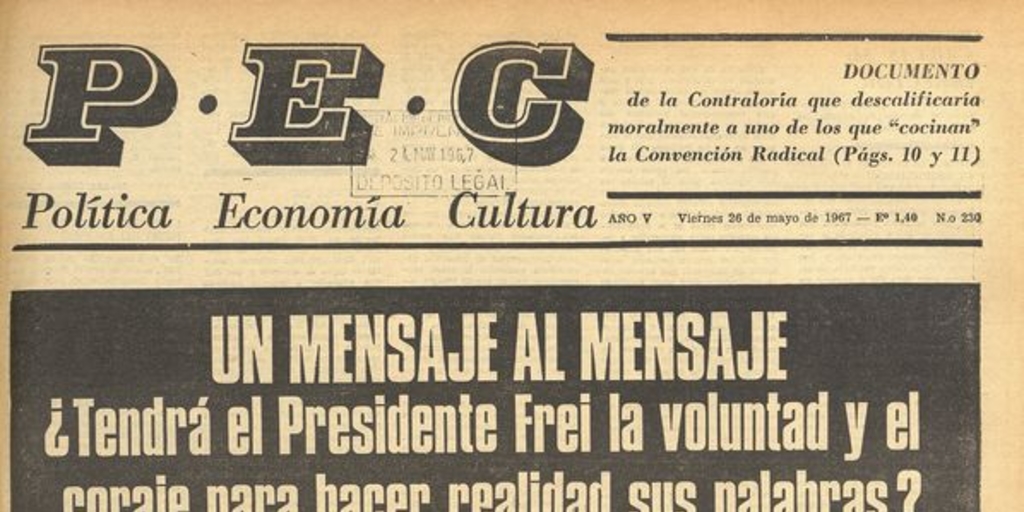 P·E·C
Política Economía Cultura
DOCUMENTO
de la Contraloría que descalificaría
moralmente a uno de los que “cocinan”
la Convención Radical (Págs. 10 y 11)
AÑO V Viernes 26 de mayo de 1967 — Eº 1,40 N.o 230
DEPOSITO LEGAL
UN MENSAJE AL MENSAJE
¿Tendrá el Presidente Frei la voluntad y el
coraje para hacer realidad sus palabras?